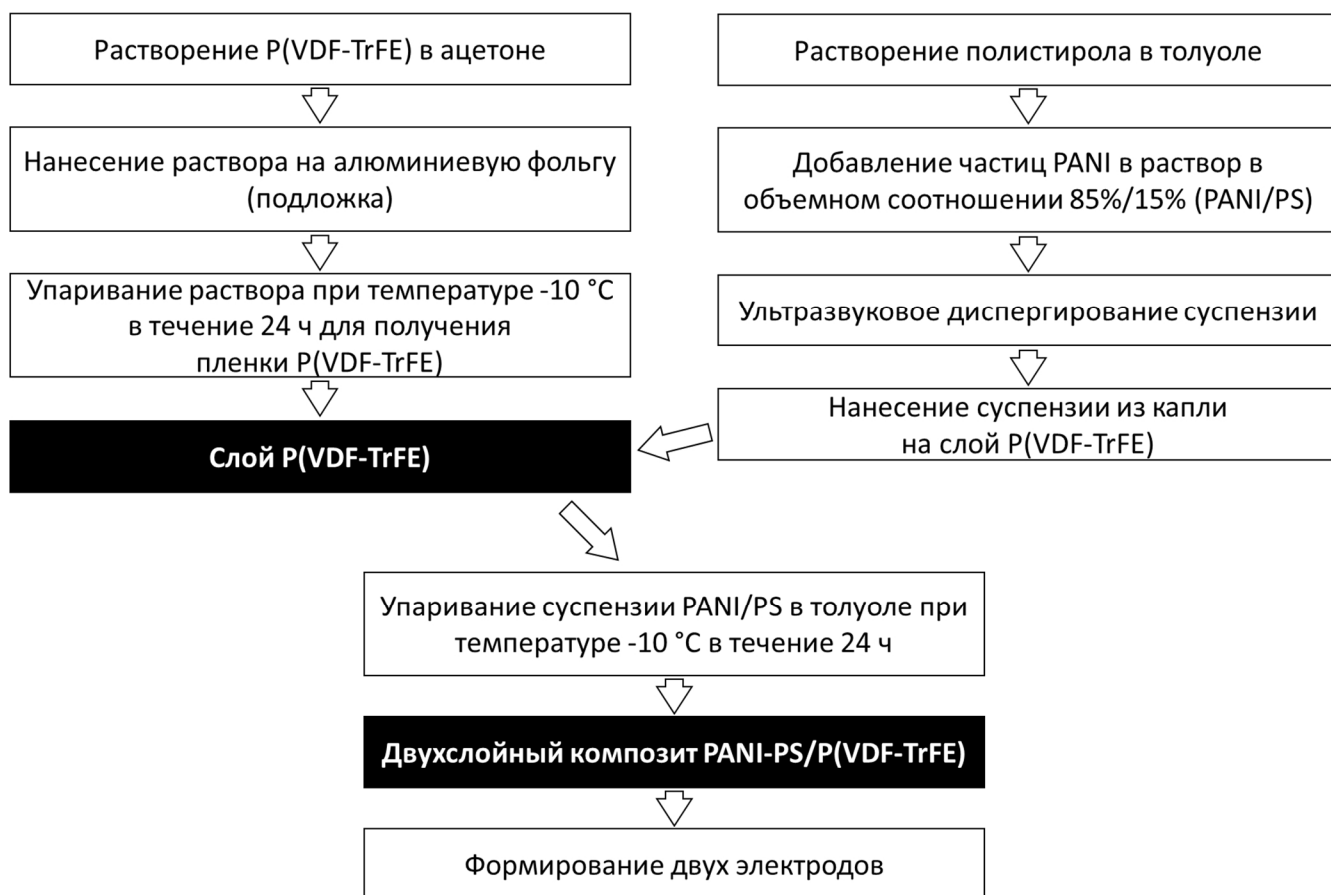 Растворение P(VDF-TrFE) в ацетоне
Нанесение раствора на алюминиевую фольгу
(подложка)
Упаривание раствора при температуре -10 °C
в течение 24 ч для получения
пленки P(VDF-TrFE)
Слой P(VDF-TrFE)
Растворение полистирола в толуоле
Добавление частиц PANI в раствор в
объемном соотношении 85%/15% (PANI/PS)
Ультразвуковое диспергирование суспензии
Нанесение суспензии из капли
на слой P(VDF-TrFE)
Упаривание суспензии PANI/PS в толуоле при
температуре -10 °C в течение 24 ч
Двухслойный композит PANI-PS/P(VDF-TrFE)
Формирование двух электродов